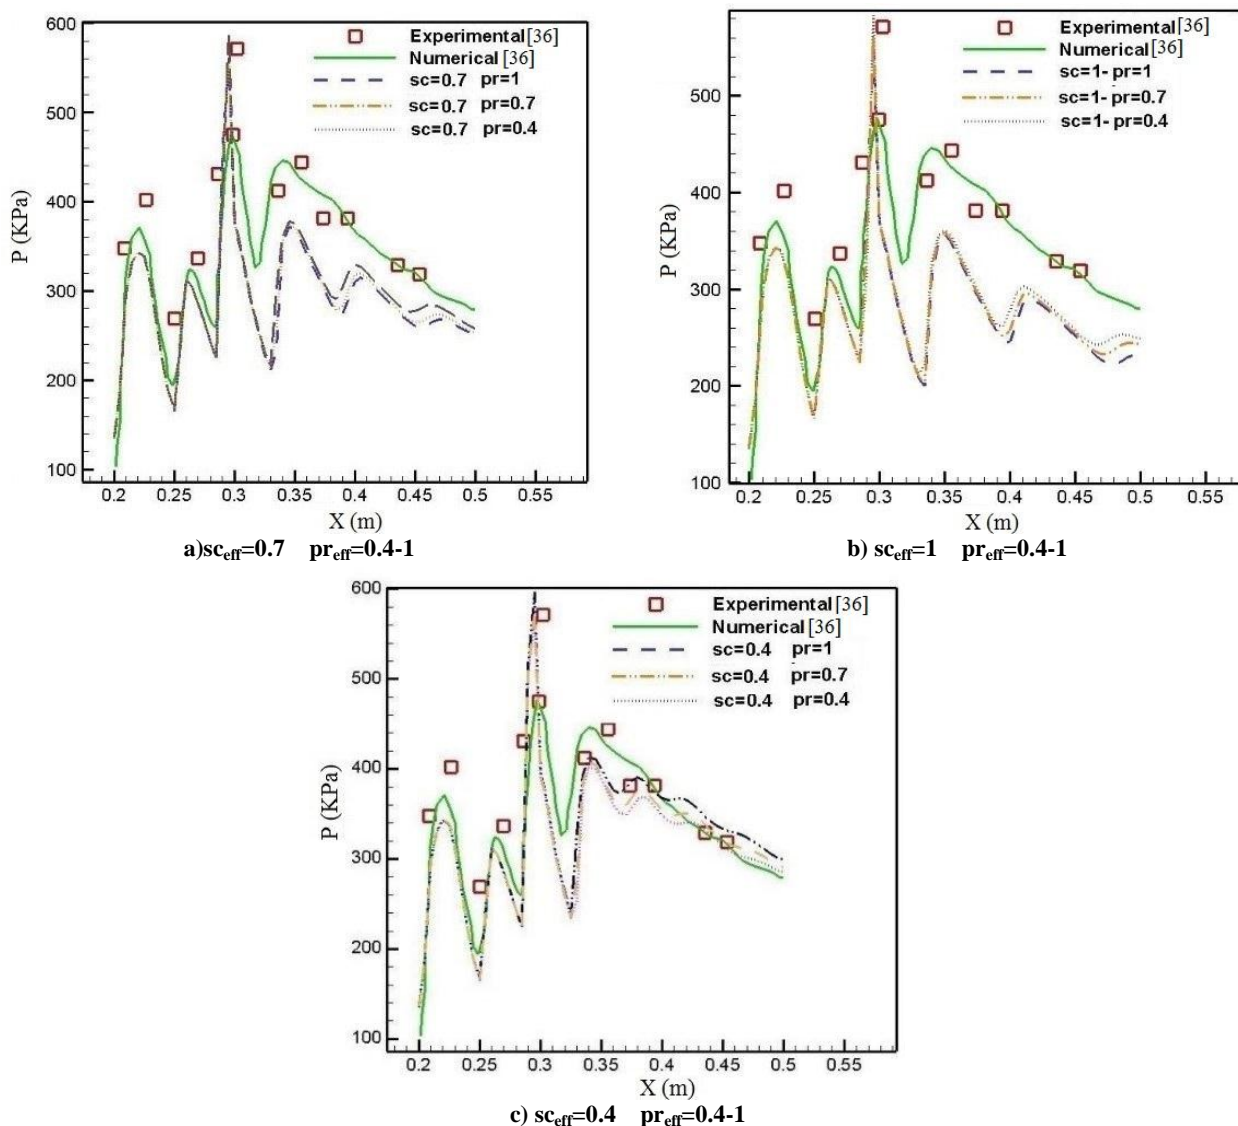 600
500
400
300
200
100
P (KPa)
Experimental[36]
Numerical[36]
sc=0.7 pr=1
sc=0.7 pr=0.7
sc=0.7 pr=0.4
0.2 0.25 0.3 0.35 0.4 0.45 0.5 0.55
X (m)
a)sceff=0.7 preff=0.4-1
500
400
300
200
100
P (KPa)
Experimental[36]
Numerical[36]
sc=1- pr=1
sc=1- pr=0.7
sc=1- pr=0.4
0.2 0.25 0.3 0.35 0.4 0.45 0.5 0.55
X (m)
b) sceff=1 preff=0.4-1
600
500
400
300
200
100
P (KPa)
Experimental[36]
Numerical[36]
sc=0.4 pr=1
sc=0.4 pr=0.7
sc=0.4 pr=0.4
0.2 0.25 0.3 0.35 0.4 0.45 0.5 0.55
X (m)
c) sceff=0.4 preff=0.4-1